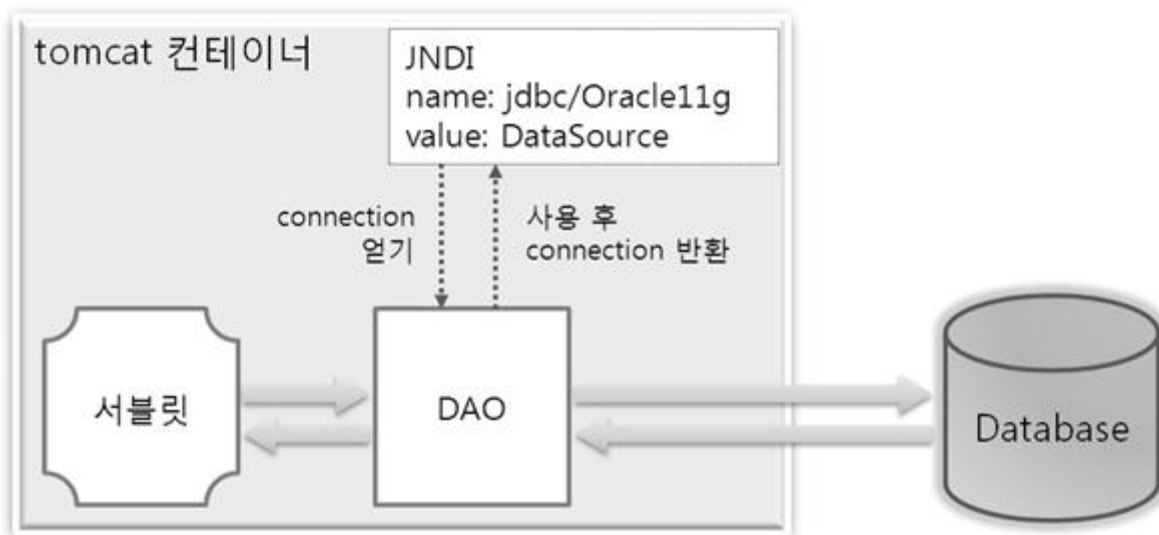 tomcat 컨테이너
JNDI
name: jdbc/Oracle11g
value: DataSource
connection
얻기
사용 후
connection 반환
서블릿
DAO
Database